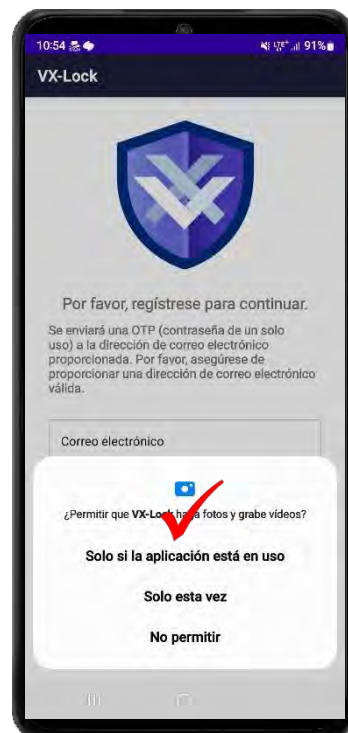 10:54
LTE+ 91%
VX-Lock
Por favor, regístrese para continuar.
Se enviará una OTP (contraseña de un solo
uso) a la dirección de correo electrónico
proporcionada. Por favor, asegúrese de
proporcionar una dirección de correo electrónico
válida.
Correo electrónico
¿Permitir que VX-Lock haga fotos y grabe vídeos?
Solo si la aplicación está en uso
Solo esta vez
No permitir